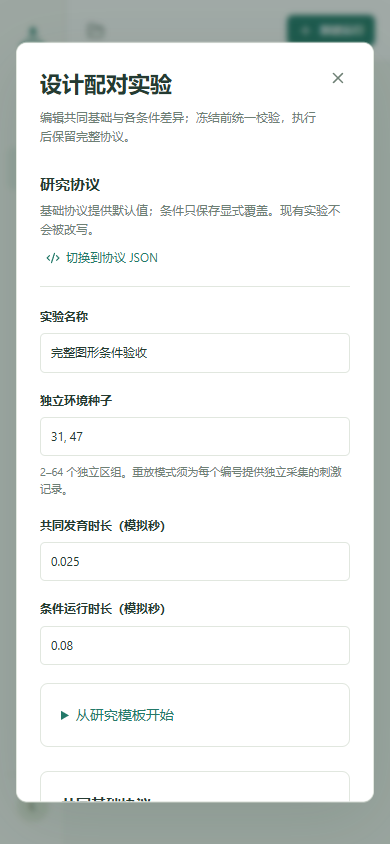 设计配对实验
编辑共同基础与各条件差异；冻结前统一校验，执行
后保留完整协议。
研究协议
基础协议提供默认值；条件只保存显式覆盖。现有实验不
会被改写。
切换到协议 JSON
实验名称
完整图形条件验收
独立环境种子
31, 47
2–64 个独立区组。重放模式须为每个编号提供独立采集的刺激
记录。
共同发育时长（模拟秒）
0.025
条件运行时长（模拟秒）
0.08
从研究模板开始